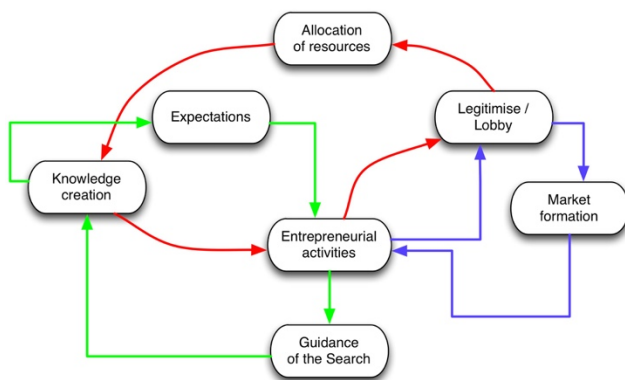 Allocation
of resources
Expectations
Legitimise /
Lobby
Knowledge
creation
Market
formation
Entrepreneurial
activities
Guidance
of the Search